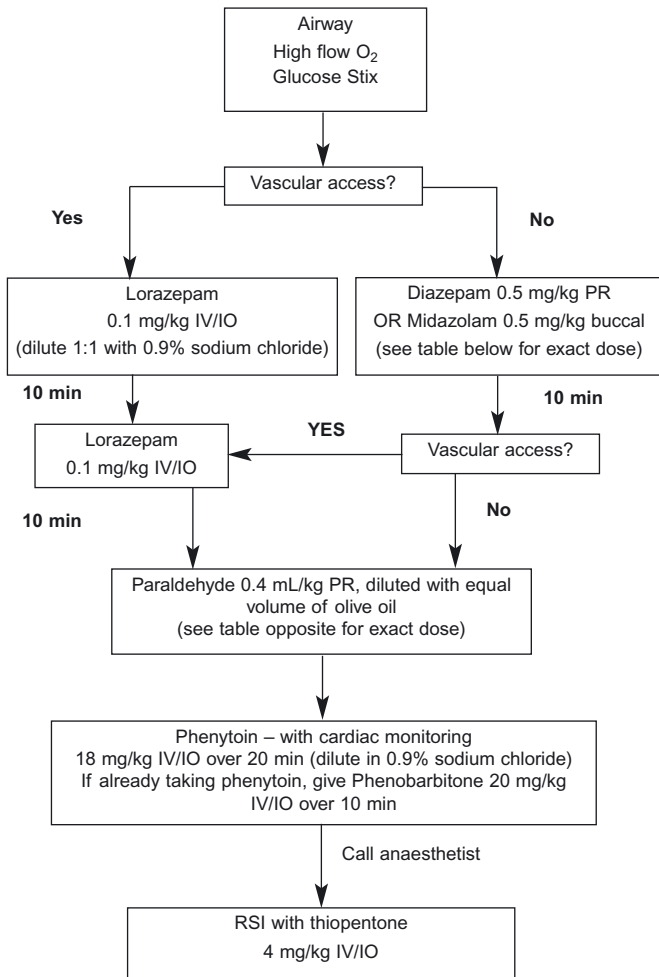 Airway
High flow O₂
Glucose Stix
Vascular access?
Yes
No
Lorazepam
0.1 mg/kg IV/IO
(dilute 1:1 with 0.9% sodium chloride)
Diazepam 0.5 mg/kg PR
OR Midazolam 0.5 mg/kg buccal
(see table below for exact dose)
10 min
10 min
Lorazepam
0.1 mg/kg IV/IO
YES
Vascular access?
10 min
No
Paraldehyde 0.4 mL/kg PR, diluted with equal
volume of olive oil
(see table opposite for exact dose)
Phenytoin – with cardiac monitoring
18 mg/kg IV/IO over 20 min (dilute in 0.9% sodium chloride)
If already taking phenytoin, give Phenobarbitone 20 mg/kg
IV/IO over 10 min
Call anaesthetist
RSI with thiopentone
4 mg/kg IV/IO